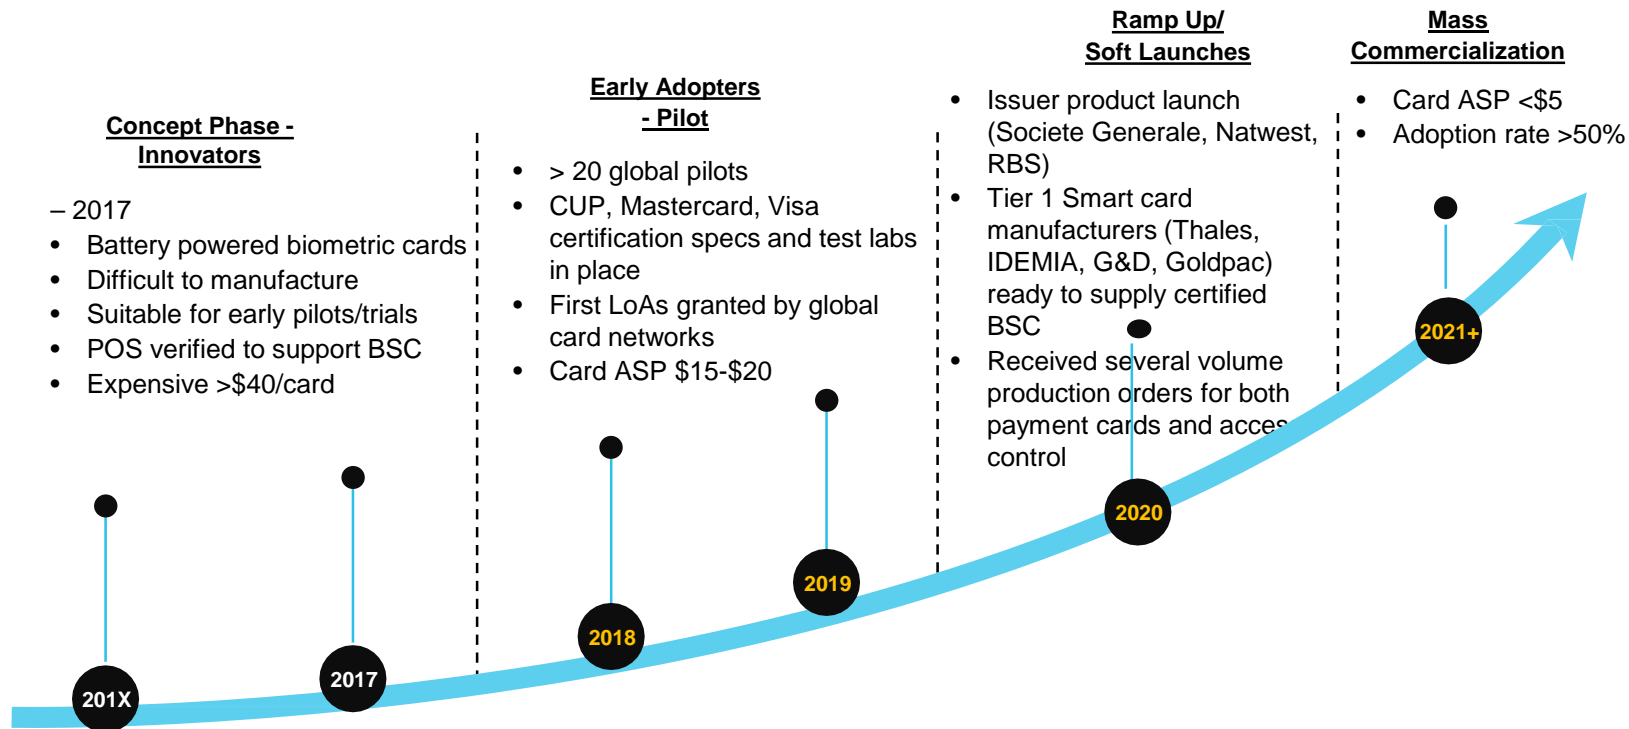 Concept Phase -
Innovators
– 2017
• Battery powered biometric cards
• Difficult to manufacture
• Suitable for early pilots/trials
• POS verified to support BSC
• Expensive >$40/card
Early Adopters
- Pilot
• > 20 global pilots
• CUP, Mastercard, Visa
certification specs and test labs
in place
• First LoAs granted by global
card networks
• Card ASP $15-$20
Ramp Up/
Soft Launches
• Issuer product launch
(Societe Generale, Natwest,
RBS)
• Tier 1 Smart card
manufacturers (Thales,
IDEMIA, G&D, Goldpac)
ready to supply certified
BSC
• Received several volume
production orders for both
payment cards and acces
control
Mass
Commercialization
• Card ASP <$5
• Adoption rate >50%
201X
2017
2018
2019
2020
2021+